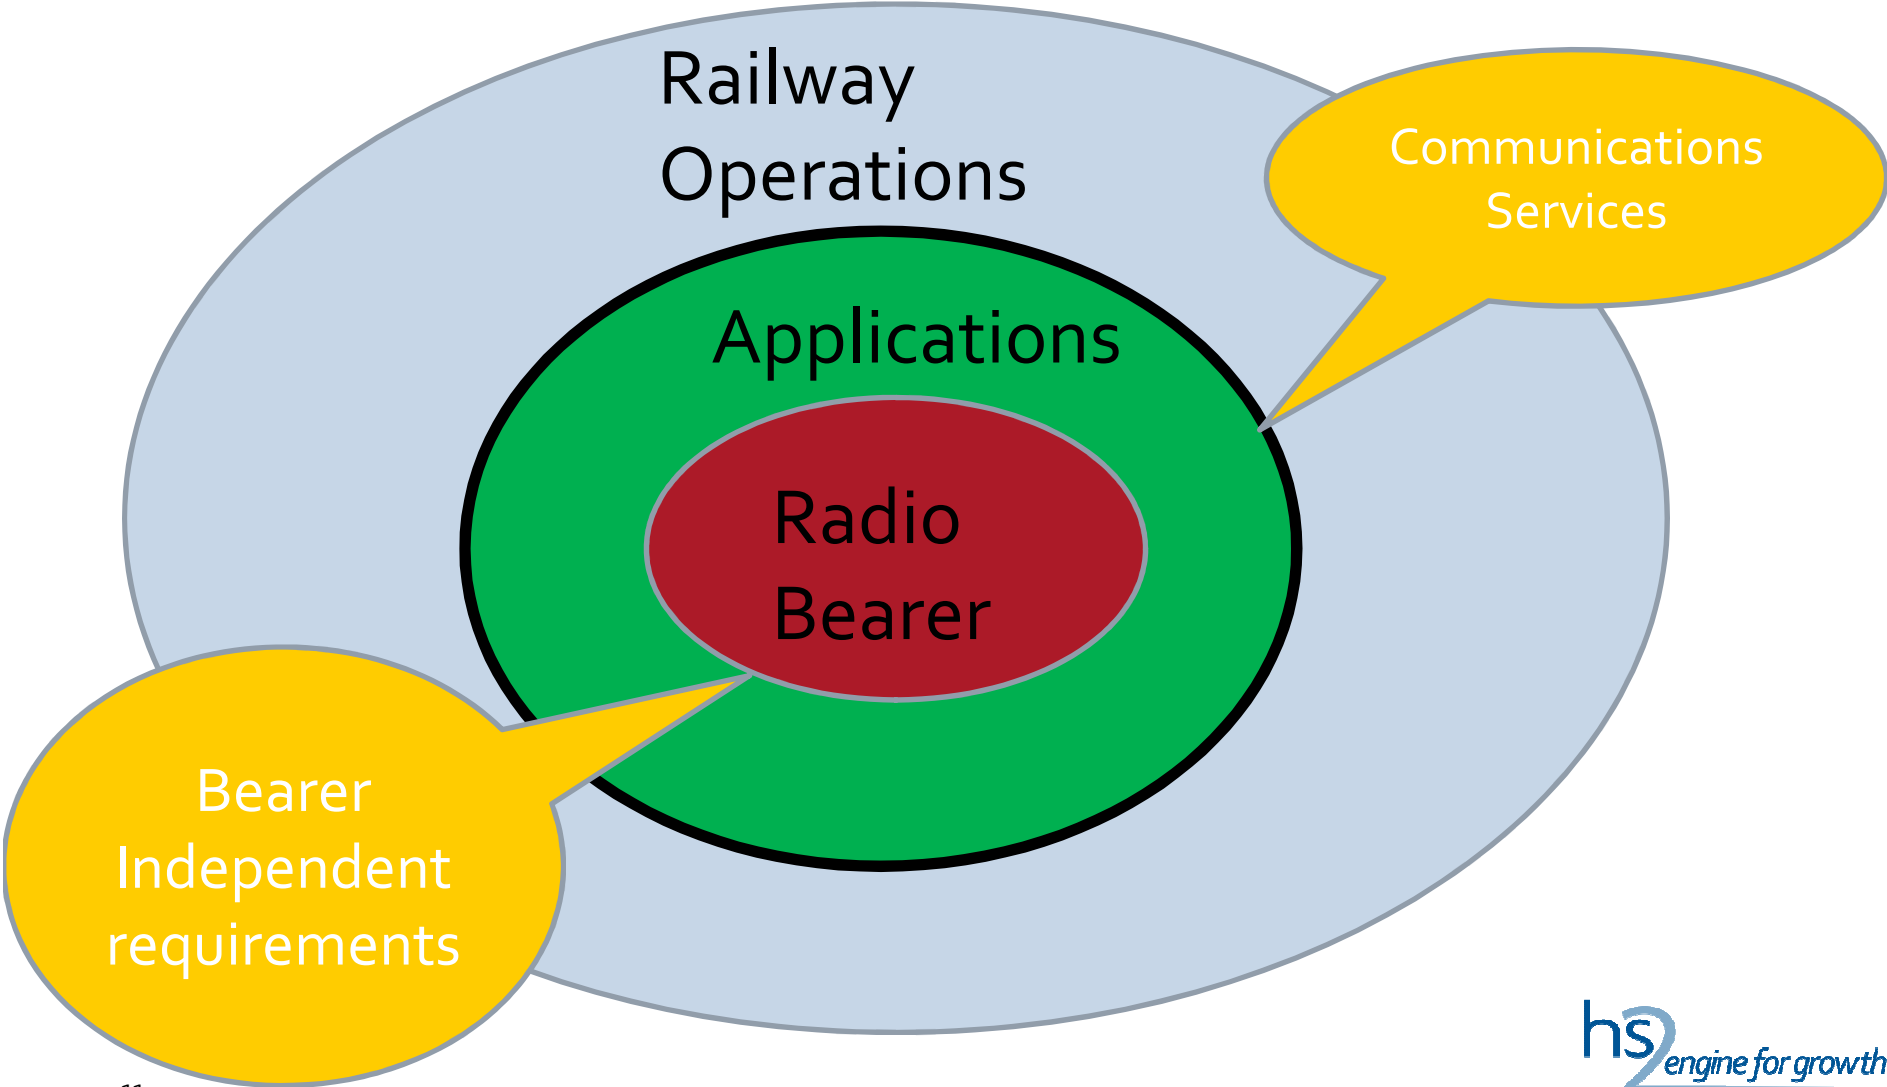 Railway
Operations
Communications
Services
Applications
Radio
Bearer
Bearer
Independent
requirements
hs2
engine for growth